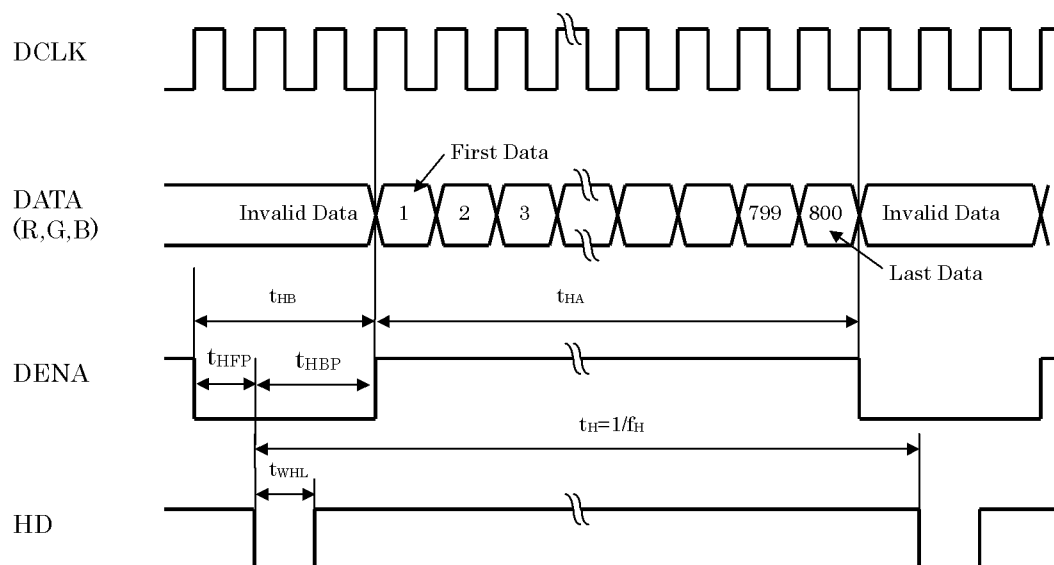 DCLK
First Data
DATA
(R,G,B)
Invalid Data 1 2 3 799 800 Invalid Data
Last Data
tHB tHA
DENA
tHFP tHBP
tH=1/fH
tWHL
HD